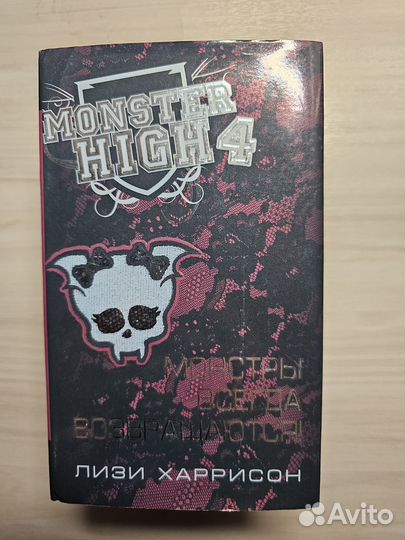 MONSTER
HIGH 4
МОНСТРЫ
ВСЕГДА
ВОЗВРАЩАЮТСЯ!
ЛИЗИ ХАРРИСОН
Avito